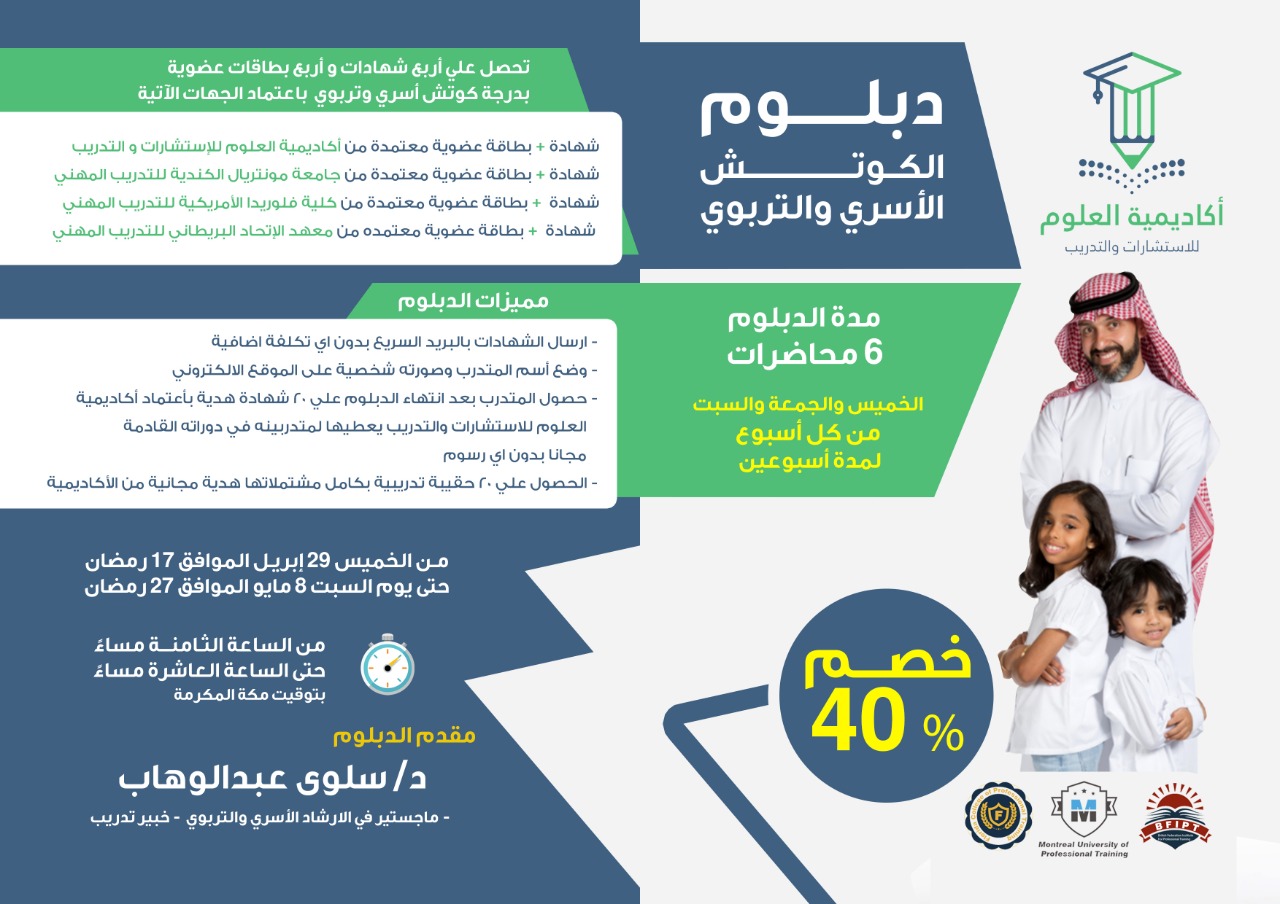 أكاديمية العلوم
للاستشارات والتدريب
دبلــــوم
الكـوتـــــــــش
الأسري والتربوي
مدة الدبلوم
6 محاضرات
الخميس والجمعة والسبت
من كل أسبوع
لمدة أسبوعين
خصـــم
40 %
BFIPT
Montreal University of
Professional Training
تحصل علي أربع شهادات و أربع بطاقات عضوية
بدرجة كوتش أسري وتربوي باعتماد الجهات الآتية
شهادة + بطاقة عضوية معتمدة من أكاديمية العلوم للإستشارات و التدريب
شهادة + بطاقة عضوية معتمدة من جامعة مونتريال الكندية للتدريب المهني
شهادة + بطاقة عضوية معتمدة من كلية فلوريدا الأمريكية للتدريب المهني
شهادة + بطاقة عضوية معتمده من معهد الإتحاد البريطاني للتدريب المهني
مميزات الدبلوم
- ارسال الشهادات بالبريد السريع بدون اي تكلفة اضافية
- وضع أسم المتدرب وصورته شخصية على الموقع الالكتروني
- حصول المتدرب بعد انتهاء الدبلوم علي ٢٠ شهادة هدية بأعتماد أكاديمية
العلوم للاستشارات والتدريب يعطيها لمتدربينه في دوراته القادمة
مجانا بدون اي رسوم
- الحصول علي ٢٠ حقيبة تدريبية بكامل مشتملاتها هدية مجانية من الأكاديمية
مـن الخميس 29 إبريل الموافق 17 رمضان
حتى يوم السبت 8 مايو الموافق 27 رمضان
من الساعة الثامنــة مساءً
حتى الساعة العاشرة مساءً
بتوقيت مكة المكرمة
مقدم الدبلوم
د/ سلوى عبدالوهاب
- ماجستير في الارشاد الأسري والتربوي - خبير تدريب